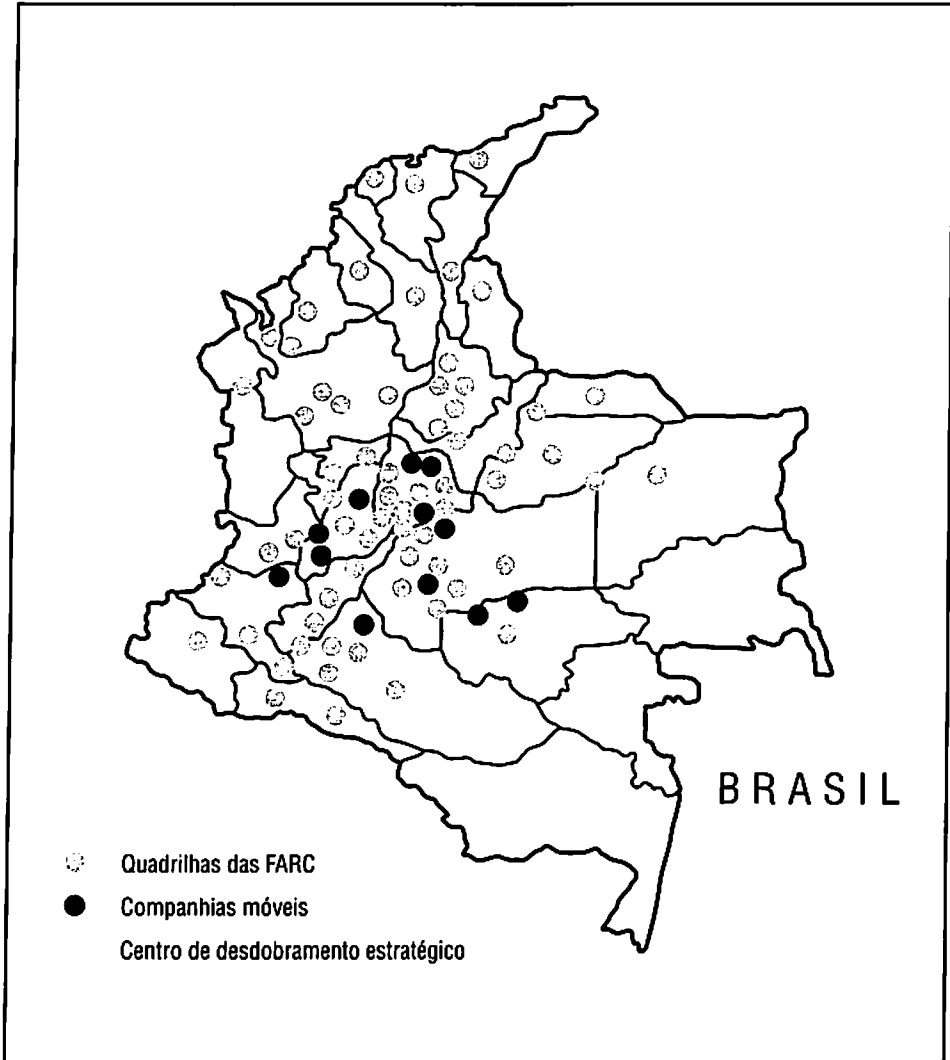 BRASIL
Quadrilhas das FARC
Companhias móveis
Centro de desdobramento estratégico